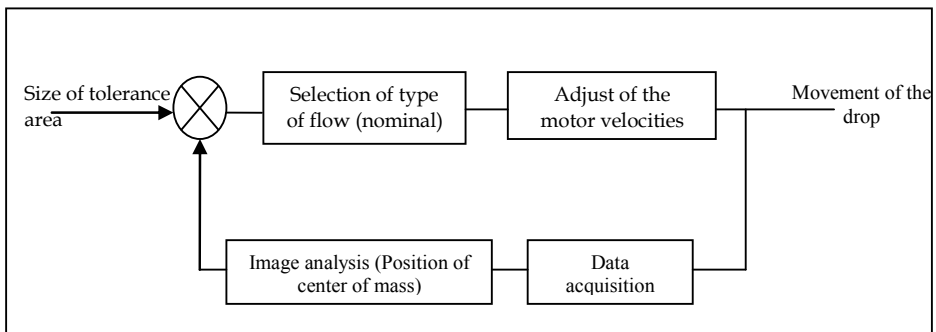 Size of tolerance
area
Selection of type
of flow (nominal)
Adjust of the
motor velocities
Movement of the
drop
Image analysis (Position of
center of mass)
Data
acquisition